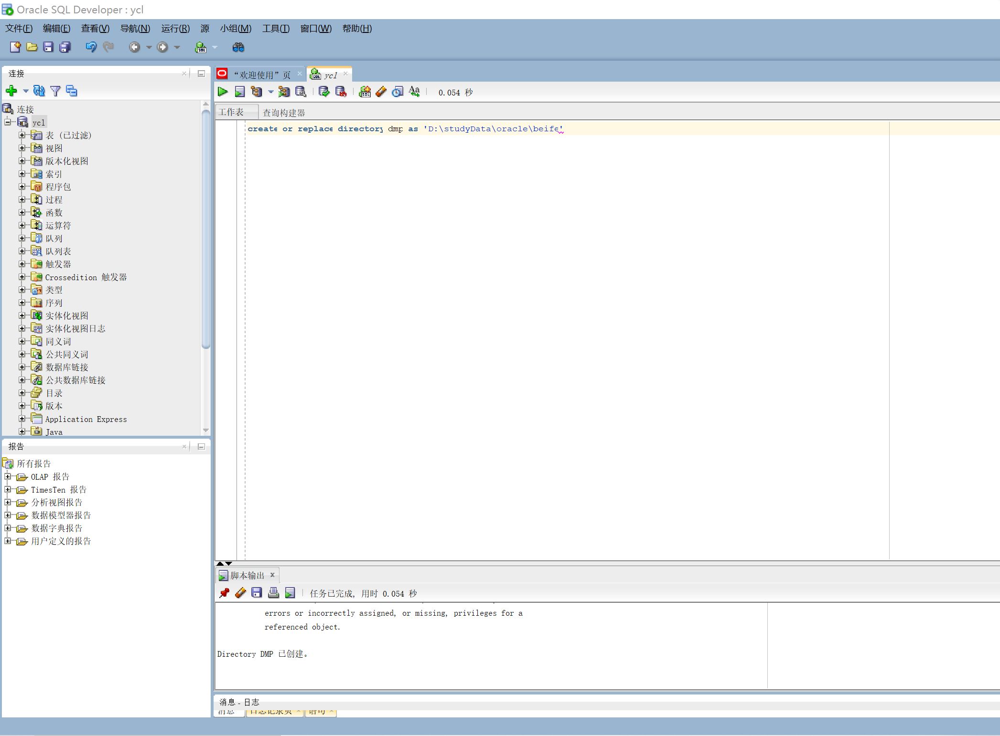 Oracle SQL Developer : ycl
文件(F) 编辑(E) 查看(V) 导航(N) 运行(R) 源 小组(M) 工具(T) 窗口(W) 帮助(H)
连接
连接
ycl
表 (已过滤)
视图
版本化视图
索引
程序包
过程
函数
运算符
队列
队列表
触发器
Crossedition 触发器
类型
序列
实体化视图
实体化视图日志
同义词
公共同义词
数据库链接
公共数据库链接
目录
版本
Application Express
Java
报告
所有报告
OLAP 报告
TimesTen 报告
分析视图报告
数据模型器报告
数据字典报告
用户定义的报告
“欢迎使用”页 ycl
0.054 秒
工作表 查询构建器
create or replace directory dmp as 'D:\studyData\oracle\beife'
脚本输出
任务已完成, 用时 0.054 秒
errors or incorrectly assigned, or missing, privileges for a
referenced object.
Directory DMP 已创建。
消息 - 日志
消息 日志记录页 语句